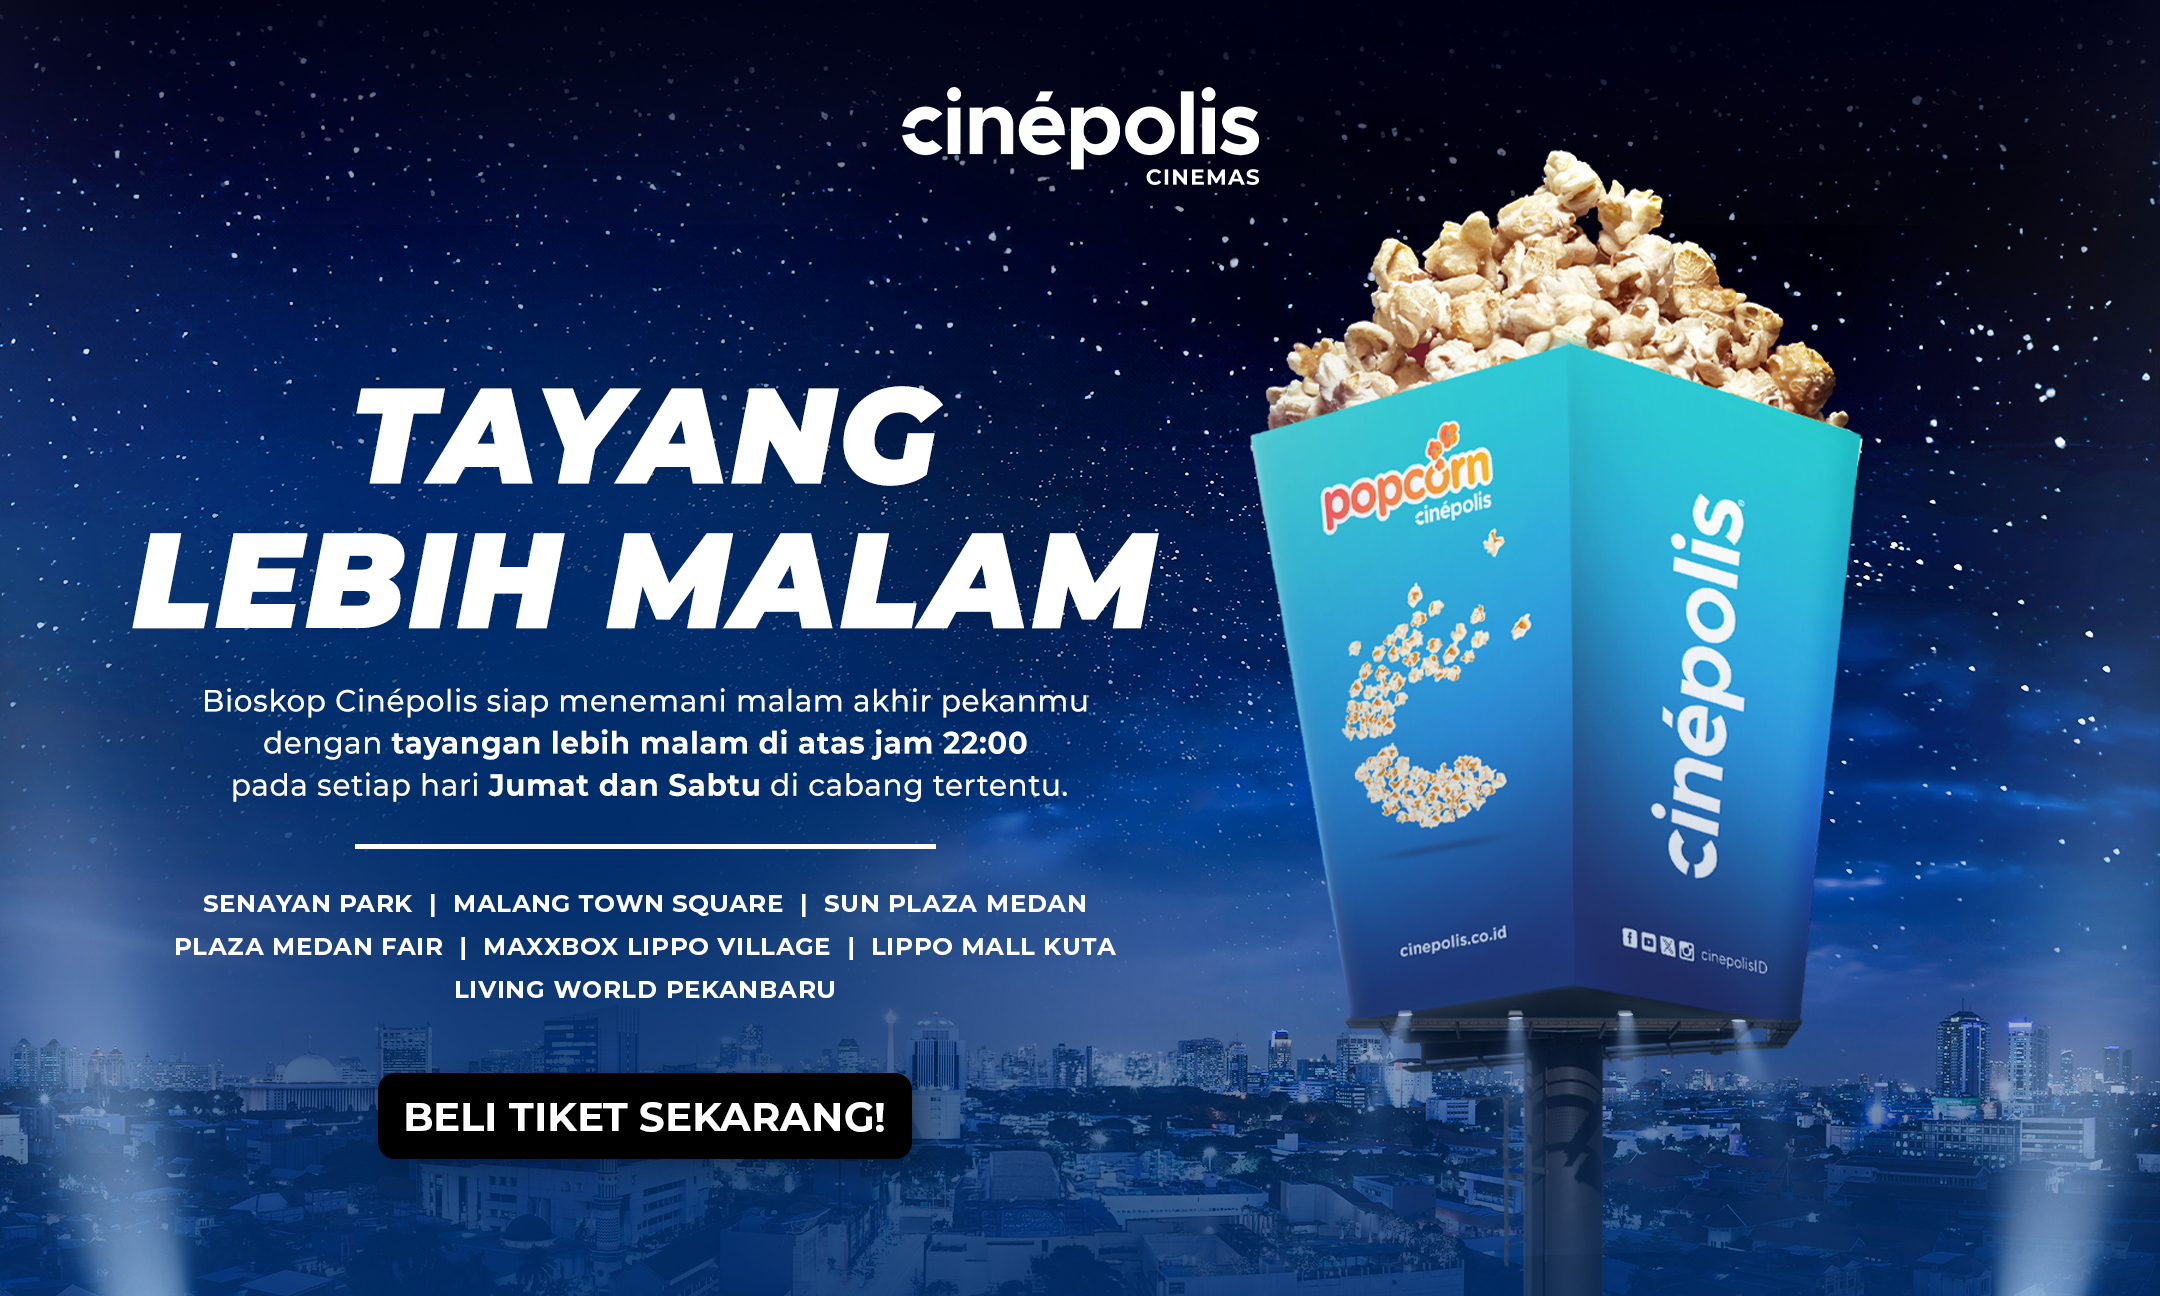 cinépolis
CINEMAS
TAYANG
LEBIH MALAM
Bioskop Cinépolis siap menemani malam akhir pekanmu
dengan tayangan lebih malam di atas jam 22:00
pada setiap hari Jumat dan Sabtu di cabang tertentu.
SENAYAN PARK | MALANG TOWN SQUARE | SUN PLAZA MEDAN
PLAZA MEDAN FAIR | MAXXBOX LIPPO VILLAGE | LIPPO MALL KUTA
LIVING WORLD PEKANBARU
BELI TIKET SEKARANG!
popcorn
cinépolis
cinepolis.co.id
cinépolis®
cinepolisID